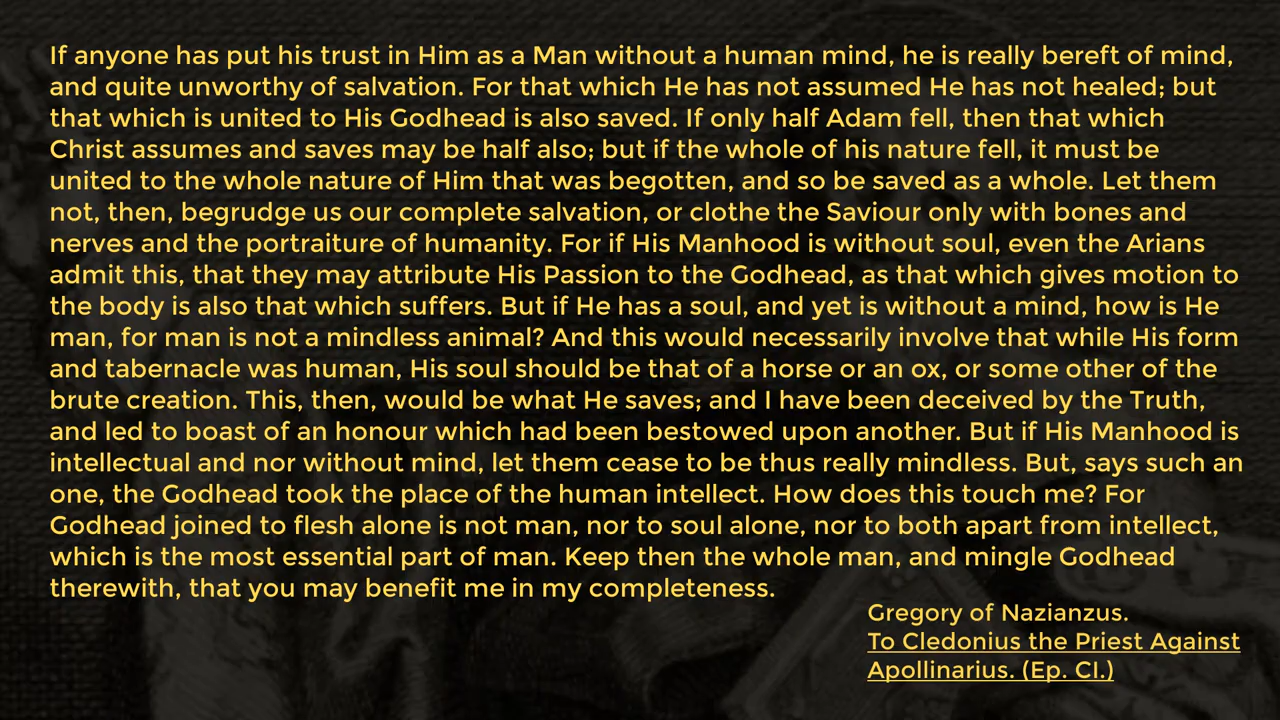 If anyone has put his trust in Him as a Man without a human mind, he is really bereft of mind,
and quite unworthy of salvation. For that which He has not assumed He has not healed; but
that which is united to His Godhead is also saved. If only half Adam fell, then that which
Christ assumes and saves may be half also; but if the whole of his nature fell, it must be
united to the whole nature of Him that was begotten, and so be saved as a whole. Let them
not, then, begrudge us our complete salvation, or clothe the Saviour only with bones and
nerves and the portraiture of humanity. For if His Manhood is without soul, even the Arians
admit this, that they may attribute His Passion to the Godhead, as that which gives motion to
the body is also that which suffers. But if He has a soul, and yet is without a mind, how is He
man, for man is not a mindless animal? And this would necessarily involve that while His form
and tabernacle was human, His soul should be that of a horse or an ox, or some other of the
brute creation. This, then, would be what He saves; and I have been deceived by the Truth,
and led to boast of an honour which had been bestowed upon another. But if His Manhood is
intellectual and nor without mind, let them cease to be thus really mindless. But, says such an
one, the Godhead took the place of the human intellect. How does this touch me? For
Godhead joined to flesh alone is not man, nor to soul alone, nor to both apart from intellect,
which is the most essential part of man. Keep then the whole man, and mingle Godhead
therewith, that you may benefit me in my completeness.
Gregory of Nazianzus.
To Cledonius the Priest Against
Apollinarius. (Ep. CI.)